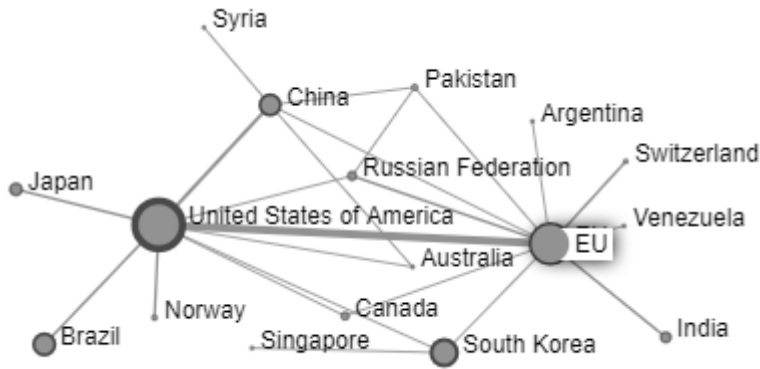 Syria
China
Pakistan
Argentina
Switzerland
Russian Federation
Japan
United States of America
Venezuela
EU
Australia
Norway
Canada
Brazil
Singapore
South Korea
India